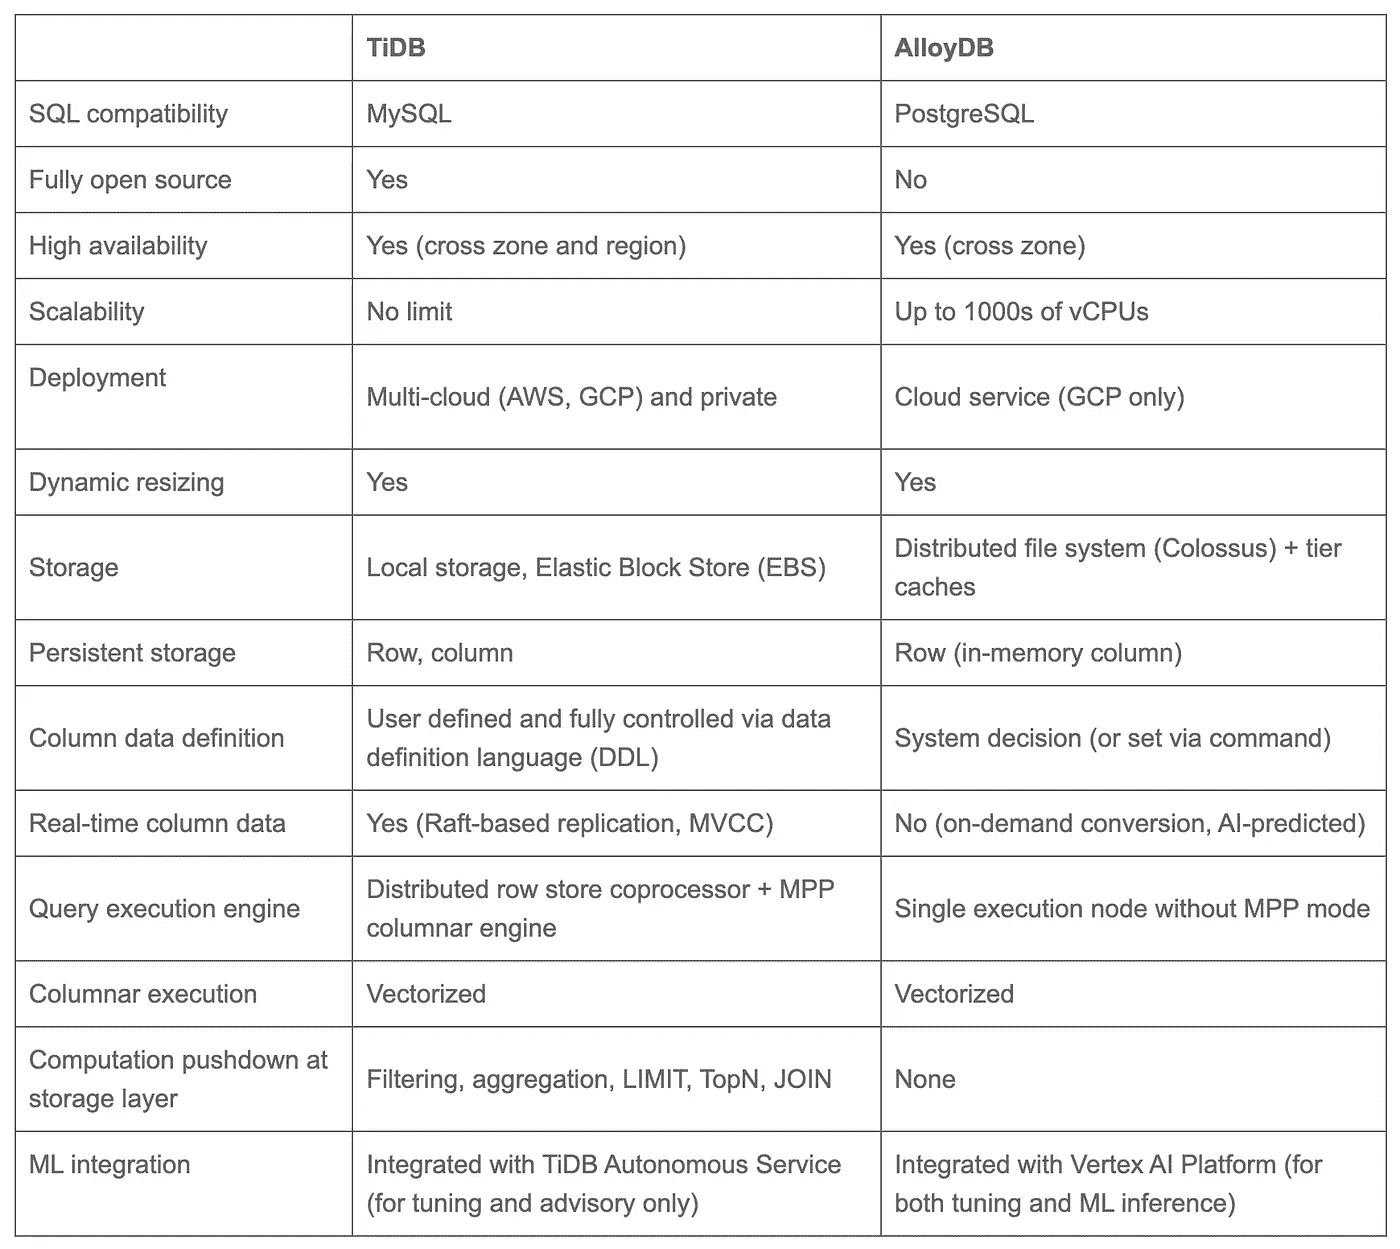 TiDB
AlloyDB
SQL compatibility
MySQL
PostgreSQL
Fully open source
Yes
No
High availability
Yes (cross zone and region)
Yes (cross zone)
Scalability
No limit
Up to 1000s of vCPUs
Deployment
Multi-cloud (AWS, GCP) and private
Cloud service (GCP only)
Dynamic resizing
Yes
Yes
Storage
Local storage, Elastic Block Store (EBS)
Distributed file system (Colossus) + tier
caches
Persistent storage
Row, column
Row (in-memory column)
Column data definition
User defined and fully controlled via data
definition language (DDL)
System decision (or set via command)
Real-time column data
Yes (Raft-based replication, MVCC)
No (on-demand conversion, AI-predicted)
Query execution engine
Distributed row store coprocessor + MPP
columnar engine
Single execution node without MPP mode
Columnar execution
Vectorized
Vectorized
Computation pushdown at
storage layer
Filtering, aggregation, LIMIT, TopN, JOIN
None
ML integration
Integrated with TiDB Autonomous Service
(for tuning and advisory only)
Integrated with Vertex AI Platform (for
both tuning and ML inference)